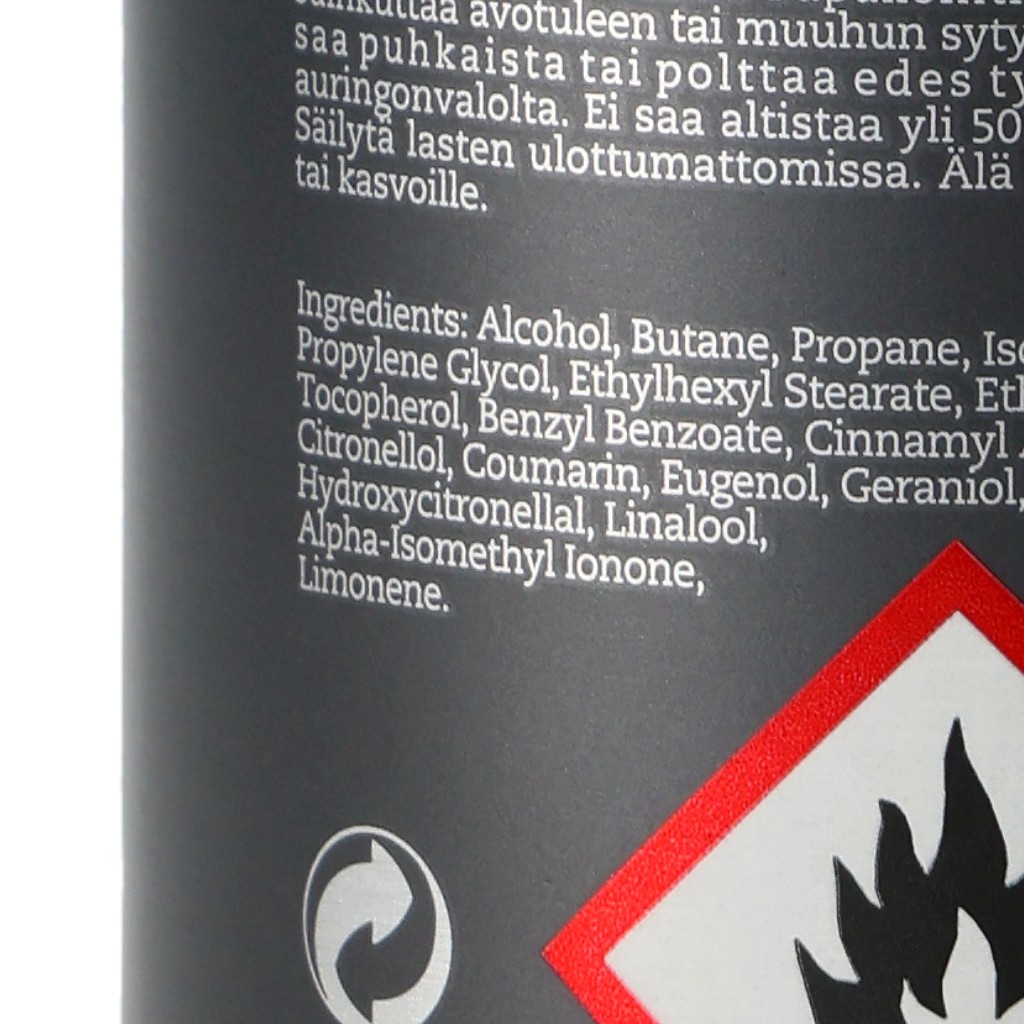 avotuleen tai muuhun syty
saa puhkaista tai polttaa edes ty
auringonvalolta. Ei saa altistaa yli 50
Säilytä lasten ulottumattomissa. Älä
tai kasvoille.
Ingredients: Alcohol, Butane, Propane, Iso
Propylene Glycol, Ethylhexyl Stearate, Eth
Tocopherol, Benzyl Benzoate, Cinnamyl
Citronellol, Coumarin, Eugenol, Geraniol,
Hydroxycitronellal, Linalool,
Alpha-Isomethyl Ionone,
Limonene.